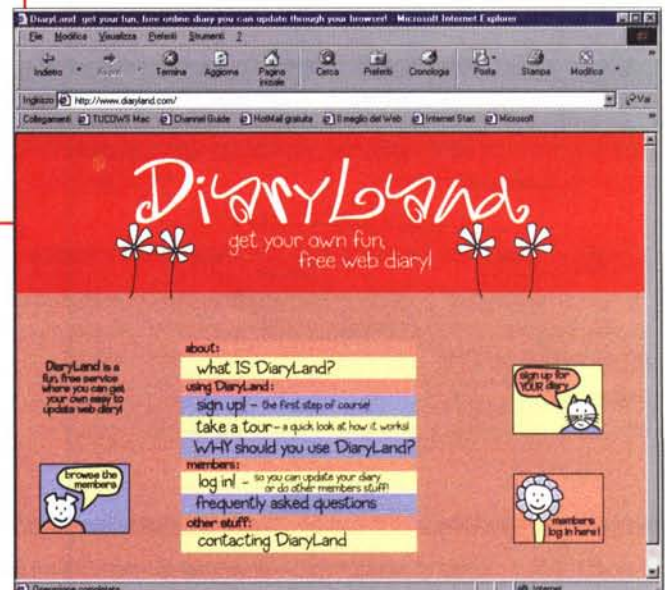 DiaryLand get your fun, free online diary you can update through your browser! - Microsoft Internet Explorer
File Modifica Visualizza Preferiti Strumenti ?
Indietro Termina Aggiorna Pagina iniziale Cerca Preferiti Cronologia Posta Stampa Modifica
Indirizzo http://www.diaryland.com/ Vai
Collegamenti TUCOWS Mac Channel Guide HotMail gratuita Il meglio del Web Internet Start Microsoft
DiaryLand
get your own fun,
free web diary!
DiaryLand is a
fun, free service
where you can get
your own easy to
update web diary!
browse the
members
about:
what IS DiaryLand?
using DiaryLand:
sign up! - the first step of course!
take a tour - a quick look at how it works!
WHY should you use DiaryLand?
members:
log in! - so you can update your diary
or do other members stuff!
frequently asked questions
other stuff:
contacting DiaryLand
sign up for
YOUR diary
members
log in here!
Operazione completata
Internet